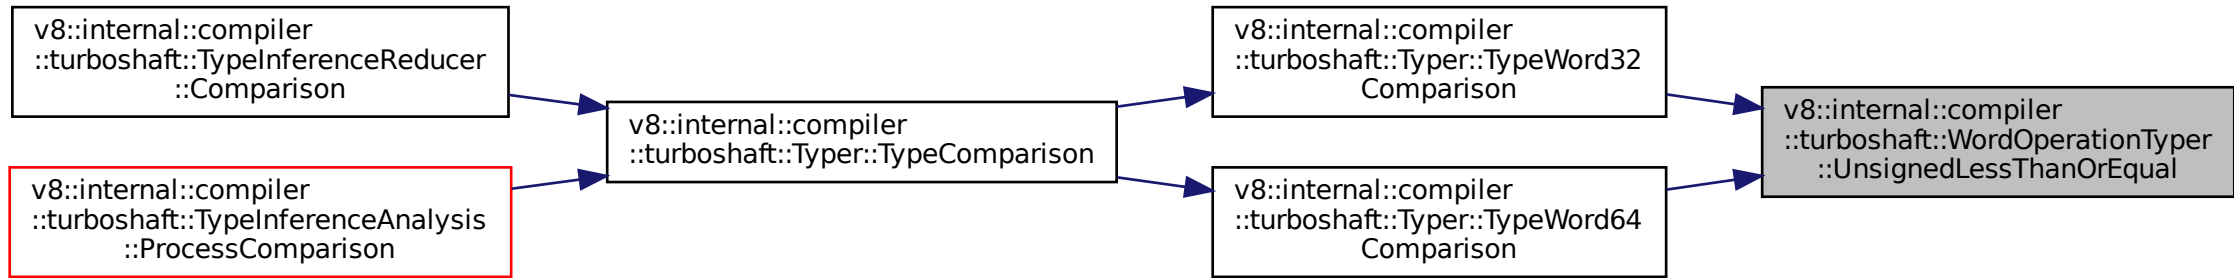 v8::internal::compiler
::turboshaft::TypeInferenceReducer
::Comparison
v8::internal::compiler
::turboshaft::TypeInferenceAnalysis
::ProcessComparison
v8::internal::compiler
::turboshaft::Typer::TypeComparison
v8::internal::compiler
::turboshaft::Typer::TypeWord32
Comparison
v8::internal::compiler
::turboshaft::Typer::TypeWord64
Comparison
v8::internal::compiler
::turboshaft::WordOperationTyper
::UnsignedLessThanOrEqual